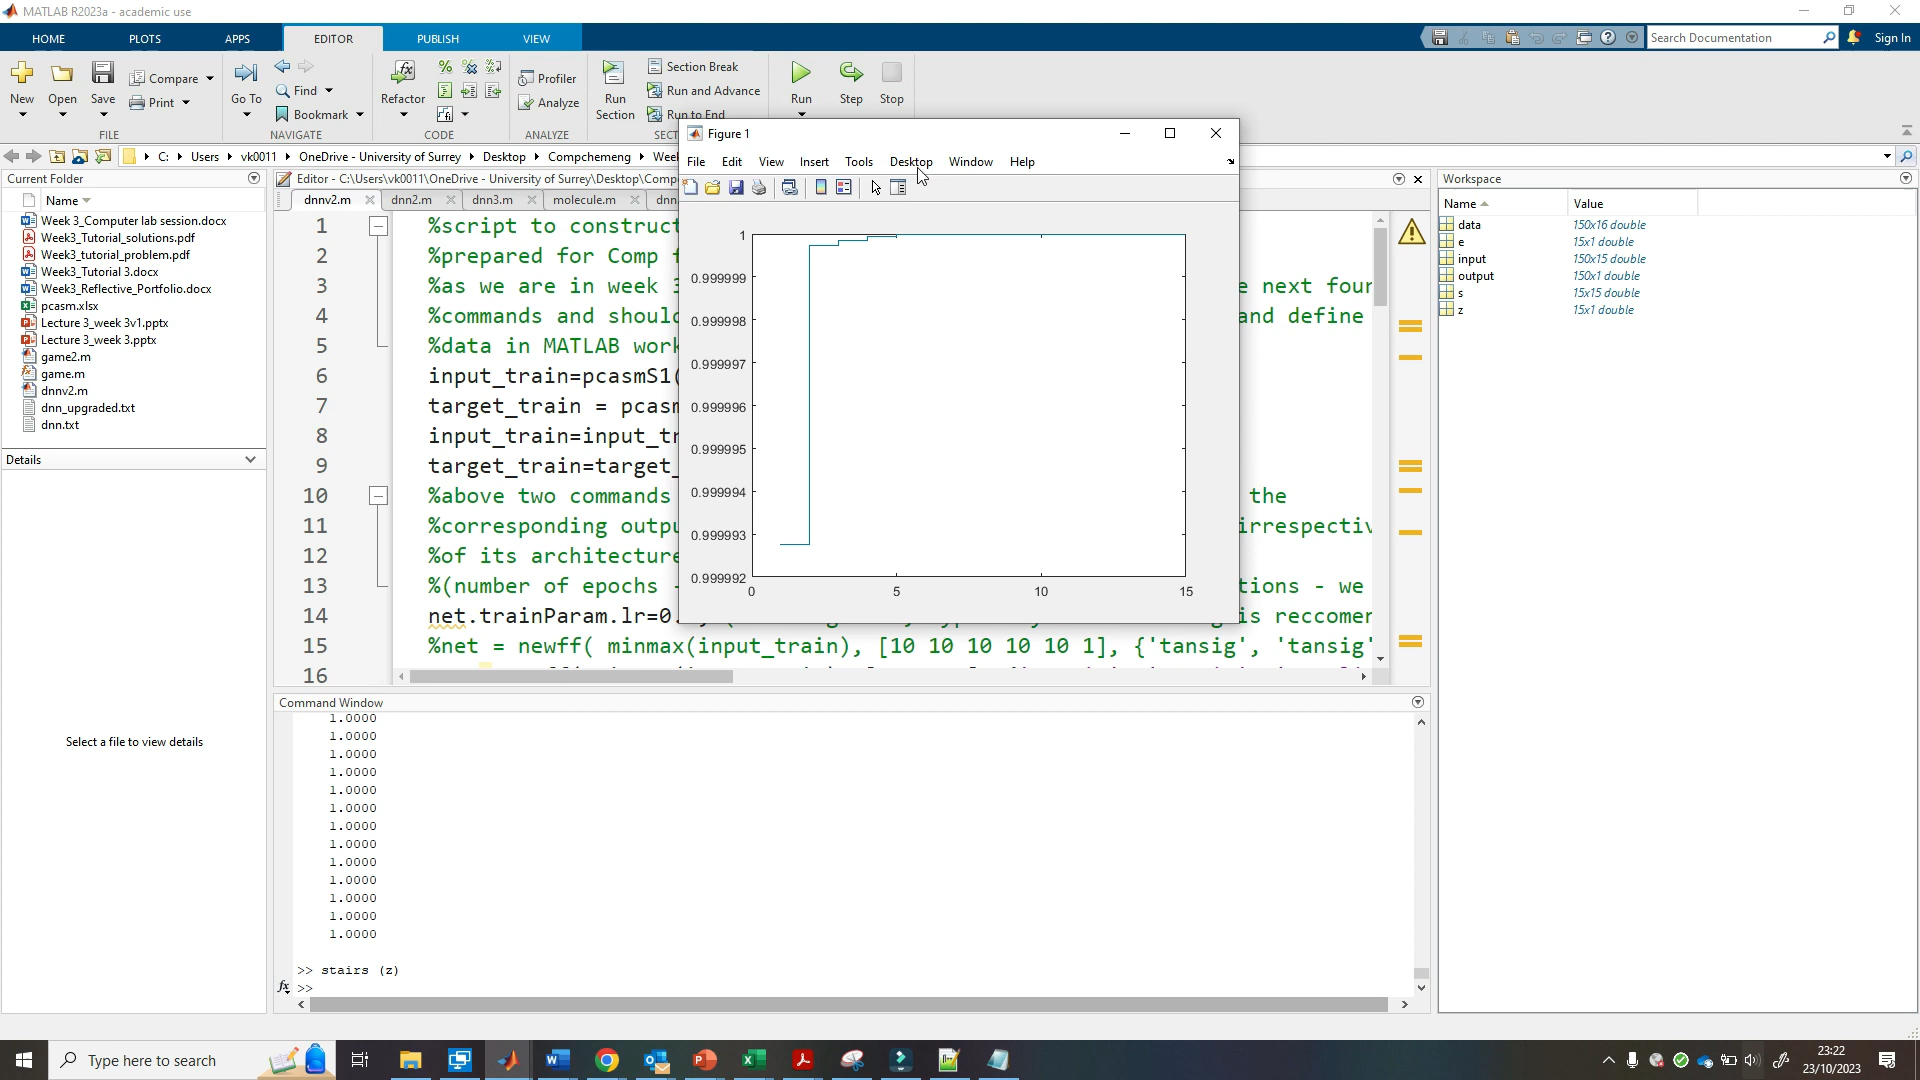 MATLAB R2023a - academic use
HOME PLOTS APPS EDITOR PUBLISH VIEW
Search Documentation
Sign In
New
Open
Save
Compare
Print
FILE
Go To
Find
Bookmark
NAVIGATE
Refactor
CODE
Profiler
Analyze
ANALYZE
Run
Section
Section Break
Run and Advance
Run to End
SECT
Run
Step
Stop
C: Users vk0011 OneDrive - University of Surrey Desktop Compchemeng Wee
Current Folder
Name
Week 3_Computer lab session.docx
Week3_Tutorial_solutions.pdf
Week3_tutorial_problem.pdf
Week3_Tutorial 3.docx
Week3_Reflective_Portfolio.docx
pcasm.xlsx
Lecture 3_week 3v1.pptx
Lecture 3_week 3.pptx
game2.m
game.m
dnnv2.m
dnn_upgraded.txt
dnn.txt
Details
Select a file to view details
Editor - C:\Users\vk0011\OneDrive - University of Surrey\Desktop\Comp
dnnv2.m dnn2.m dnn3.m molecule.m dnn
1 %script to construct
2 %prepared for Comp f
3 %as we are in week 3 e next four
4 %commands and should and define
5 %data in MATLAB work
6 input_train=pcasmS1(
7 target_train = pcasm
8 input_train=input_tr
9 target_train=target_
10 %above two commands the
11 %corresponding outpu irrespectiv
12 %of its architecture
13 %(number of epochs - tions - we
14 net.trainParam.lr=0. is reccomer
15 %net = newff( minmax(input_train), [10 10 10 10 10 1], {'tansig', 'tansig'
16
Figure 1
File Edit View Insert Tools Desktop Window Help
1
0.999999
0.999998
0.999997
0.999996
0.999995
0.999994
0.999993
0.999992
0 5 10 15
Command Window
1.0000
1.0000
1.0000
1.0000
1.0000
1.0000
1.0000
1.0000
1.0000
1.0000
1.0000
1.0000
1.0000
>> stairs (z)
fx >>
Workspace
Name Value
data 150x16 double
e 15x1 double
input 150x15 double
output 150x1 double
s 15x15 double
z 15x1 double
Type here to search
23:22
23/10/2023